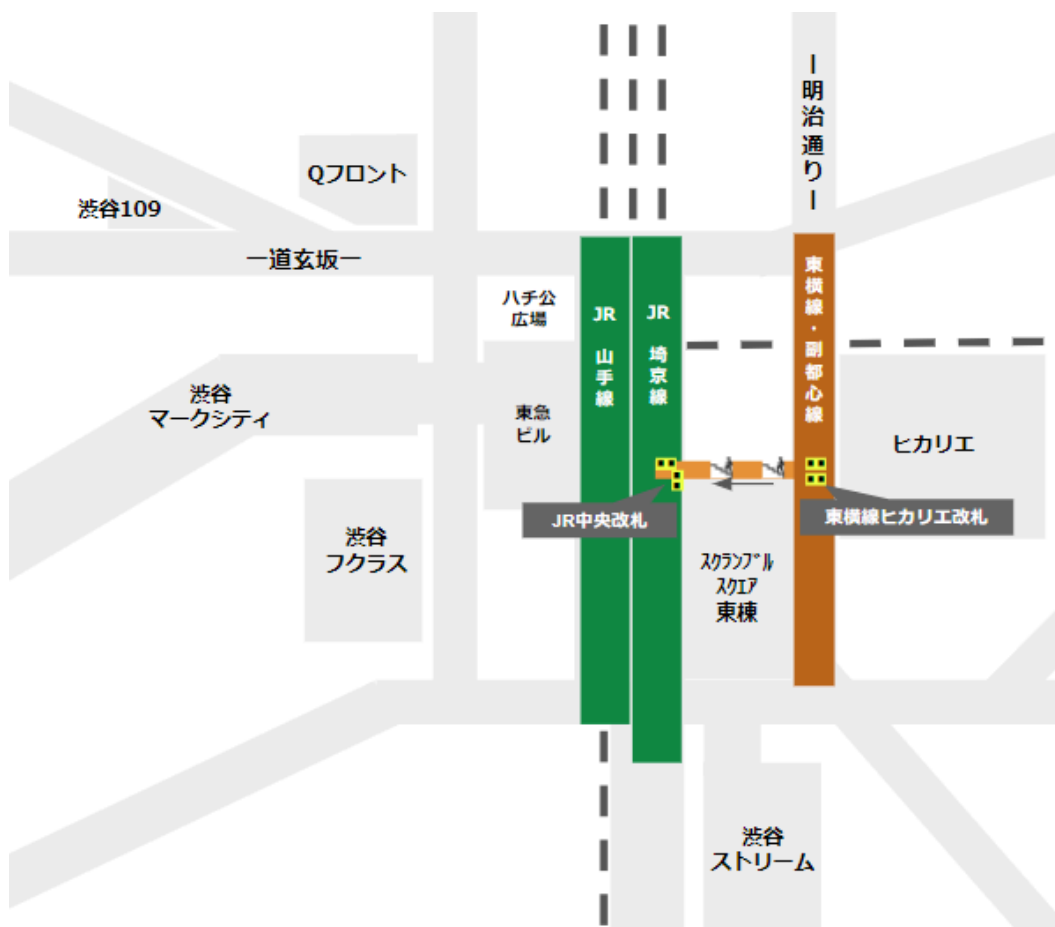 ー明治通りー
Qフロント
渋谷109
ー道玄坂ー
東横線・副都心線
ハチ公
広場
JR 山手線
JR 埼京線
渋谷
マークシティ
東急
ビル
ヒカリエ
JR中央改札
東横線ヒカリエ改札
渋谷
フクラス
スクランブル
スクエア
東棟
渋谷
ストリーム